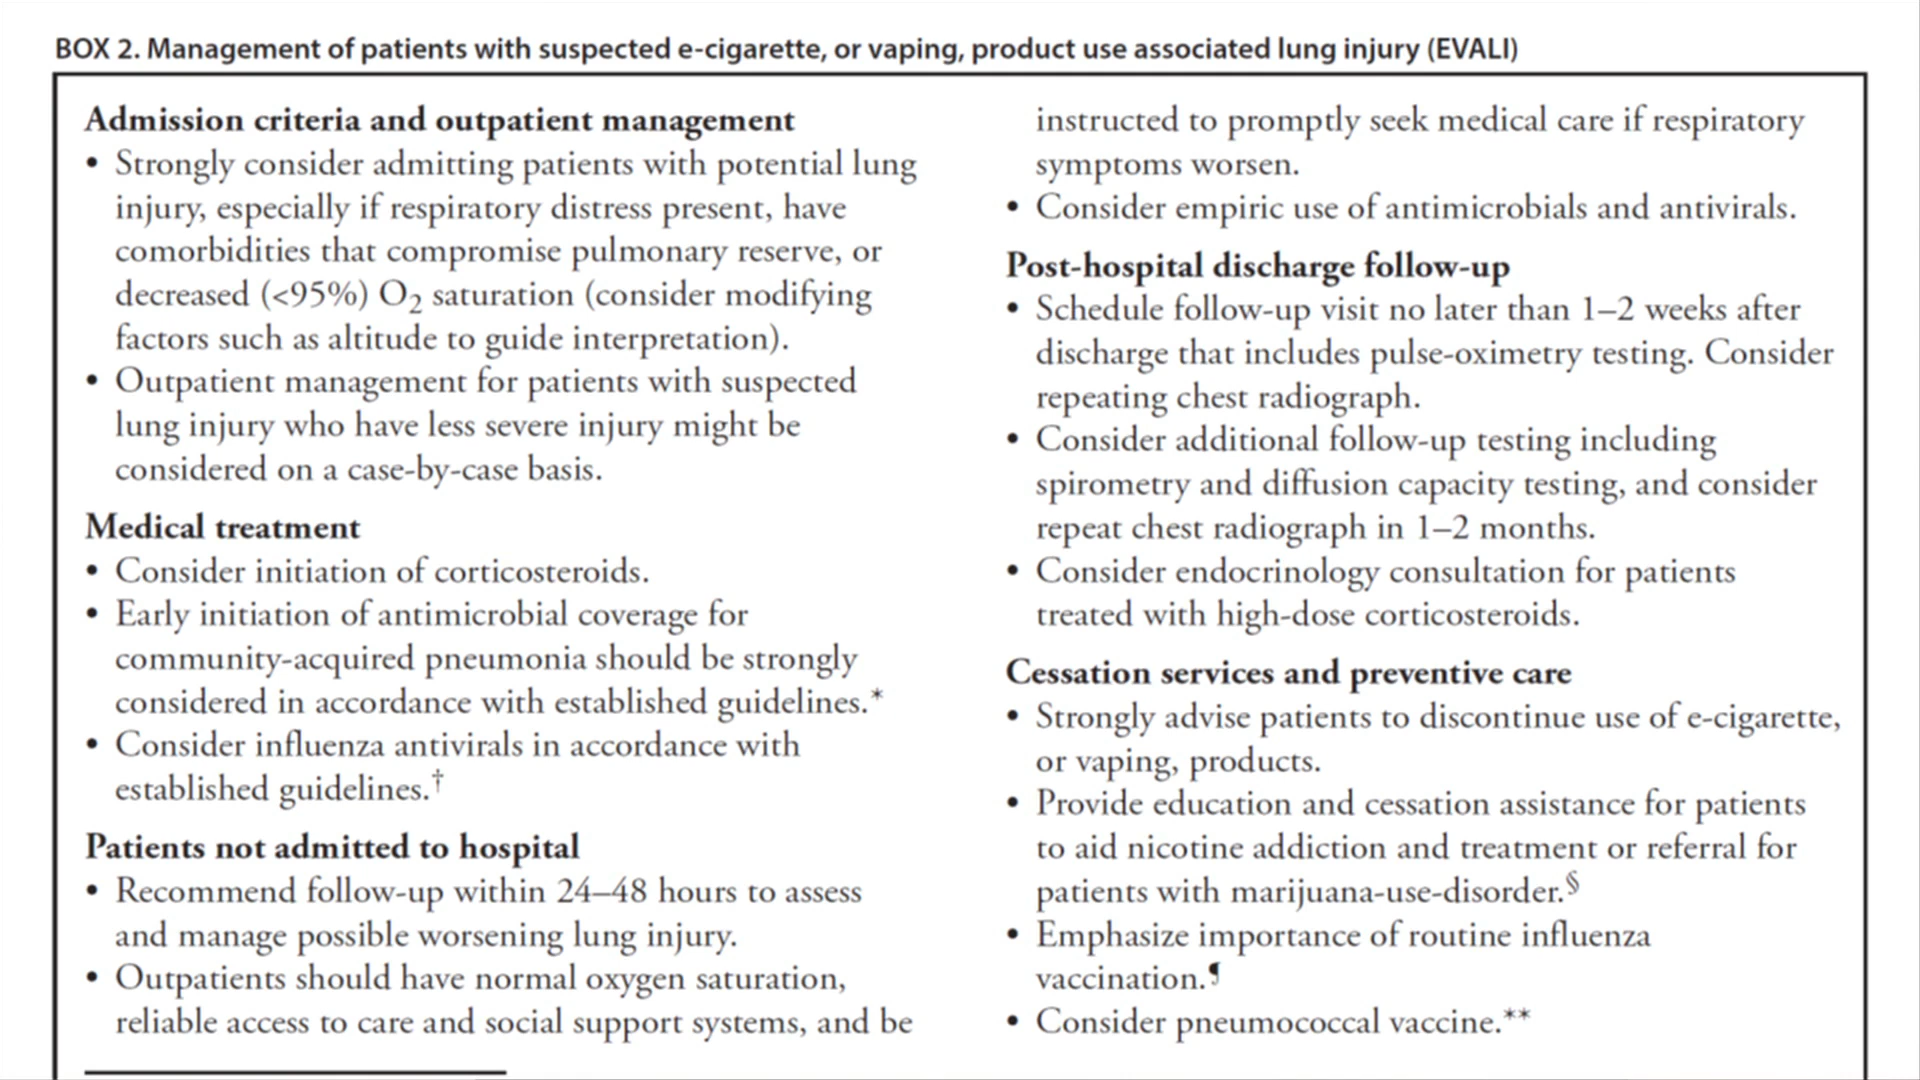 BOX 2. Management of patients with suspected e-cigarette, or vaping, product use associated lung injury (EVALI)
Admission criteria and outpatient management
• Strongly consider admitting patients with potential lung
injury, especially if respiratory distress present, have
comorbidities that compromise pulmonary reserve, or
decreased (<95%) O₂ saturation (consider modifying
factors such as altitude to guide interpretation).
• Outpatient management for patients with suspected
lung injury who have less severe injury might be
considered on a case-by-case basis.
Medical treatment
• Consider initiation of corticosteroids.
• Early initiation of antimicrobial coverage for
community-acquired pneumonia should be strongly
considered in accordance with established guidelines.*
• Consider influenza antivirals in accordance with
established guidelines.†
Patients not admitted to hospital
• Recommend follow-up within 24–48 hours to assess
and manage possible worsening lung injury.
• Outpatients should have normal oxygen saturation,
reliable access to care and social support systems, and be
instructed to promptly seek medical care if respiratory
symptoms worsen.
• Consider empiric use of antimicrobials and antivirals.
Post-hospital discharge follow-up
• Schedule follow-up visit no later than 1–2 weeks after
discharge that includes pulse-oximetry testing. Consider
repeating chest radiograph.
• Consider additional follow-up testing including
spirometry and diffusion capacity testing, and consider
repeat chest radiograph in 1–2 months.
• Consider endocrinology consultation for patients
treated with high-dose corticosteroids.
Cessation services and preventive care
• Strongly advise patients to discontinue use of e-cigarette,
or vaping, products.
• Provide education and cessation assistance for patients
to aid nicotine addiction and treatment or referral for
patients with marijuana-use-disorder.§
• Emphasize importance of routine influenza
vaccination.¶
• Consider pneumococcal vaccine.**